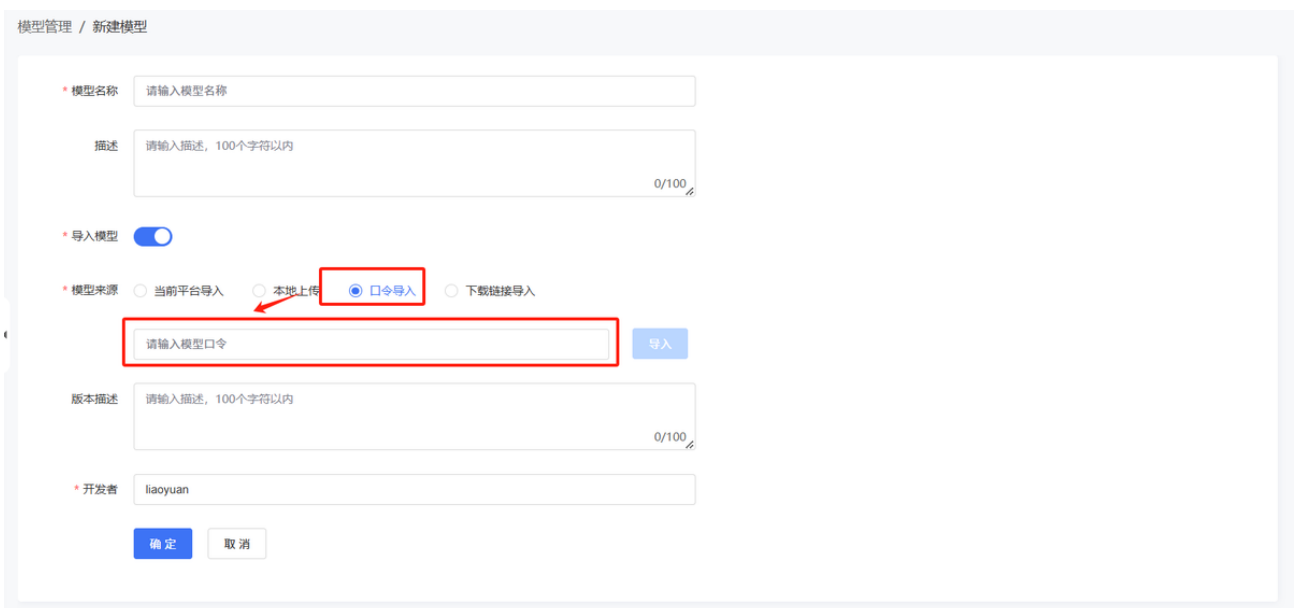 模型管理 / 新建模型
* 模型名称 请输入模型名称
描述 请输入描述，100个字符以内
0/100
* 导入模型
* 模型来源 当前平台导入 本地上传 口令导入 下载链接导入
请输入模型口令 导入
版本描述 请输入描述，100个字符以内
0/100
* 开发者 liaoyuan
确定 取消